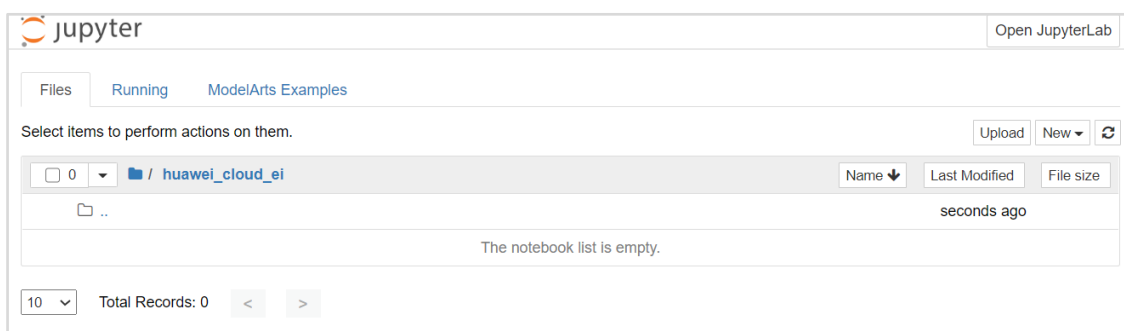 jupyter Open JupyterLab
Files Running ModelArts Examples
Select items to perform actions on them. Upload New
0 / huawei_cloud_ei Name Last Modified File size
.. seconds ago
The notebook list is empty.
10 Total Records: 0 < >